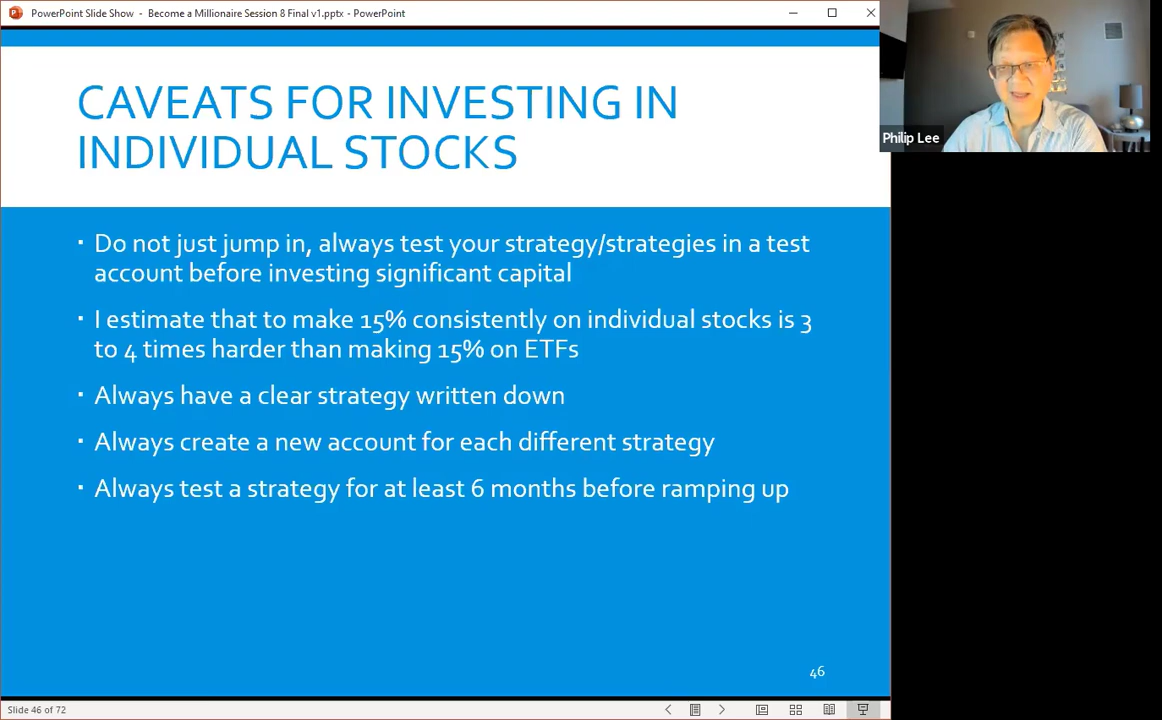 PowerPoint Slide Show - Become a Millionaire Session 8 Final v1.pptx - PowerPoint
Philip Lee
CAVEATS FOR INVESTING IN
INDIVIDUAL STOCKS
▪ Do not just jump in, always test your strategy/strategies in a test
account before investing significant capital
▪ I estimate that to make 15% consistently on individual stocks is 3
to 4 times harder than making 15% on ETFs
▪ Always have a clear strategy written down
▪ Always create a new account for each different strategy
▪ Always test a strategy for at least 6 months before ramping up
46
Slide 46 of 72